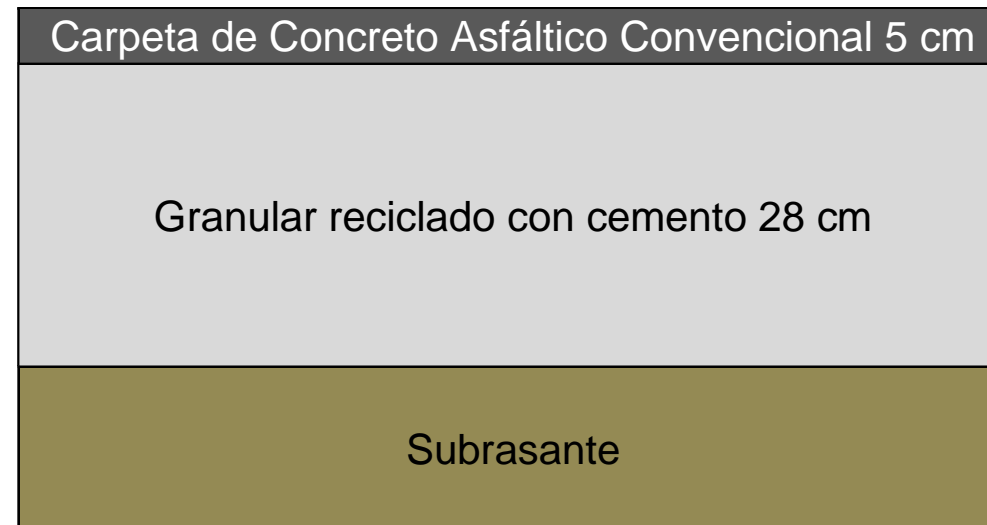 Carpeta de Concreto Asfáltico Convencional 5 cm
Granular reciclado con cemento 28 cm
Subrasante